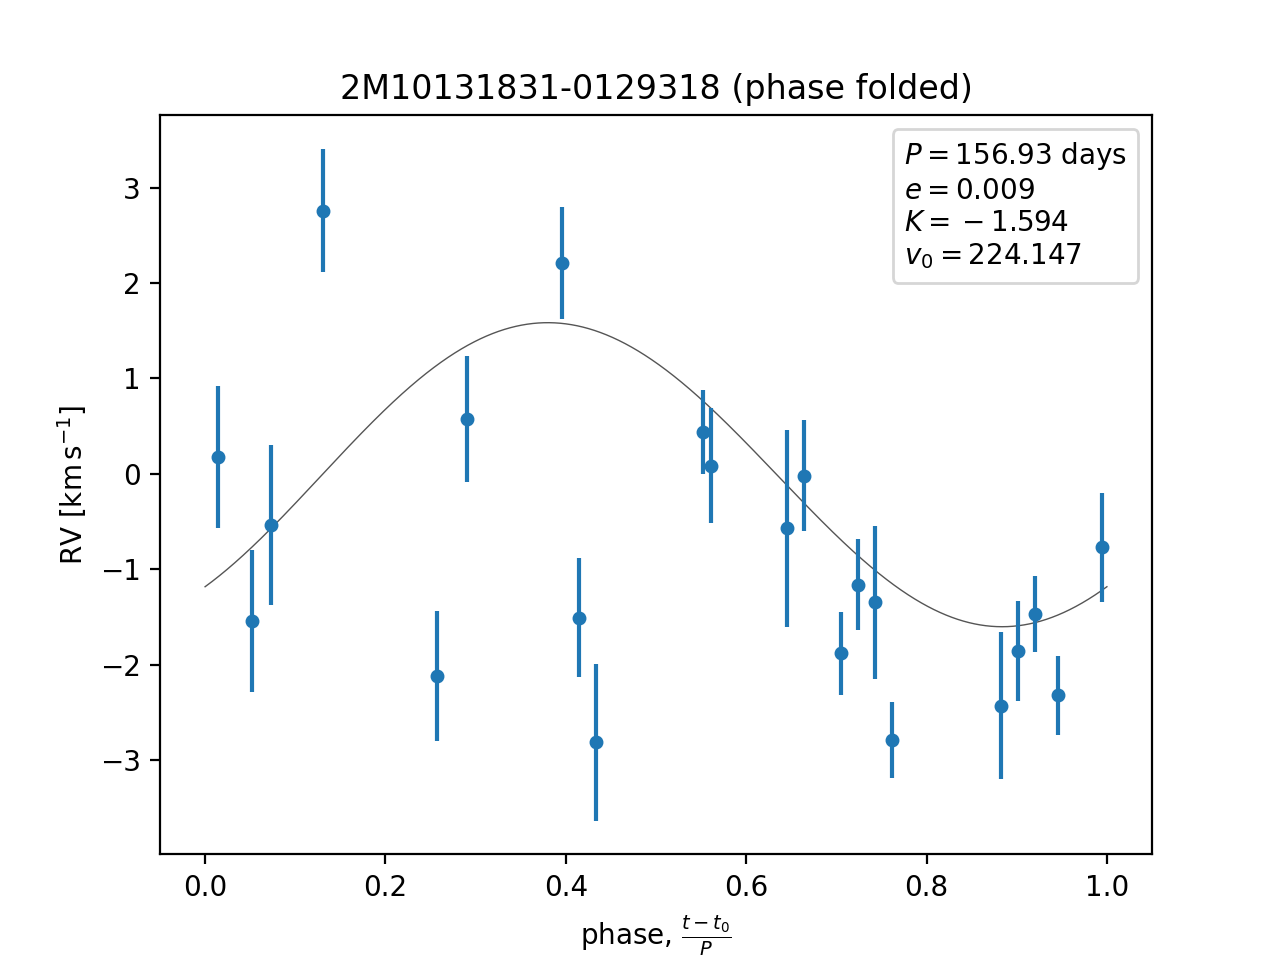 2M10131831-0129318 (phase folded)
P = 156.93 days
e = 0.009
K = −1.594
v₀ = 224.147
RV [km s⁻¹]
3
2
1
0
−1
−2
−3
0.0 0.2 0.4 0.6 0.8 1.0
phase, (t − t₀)/P